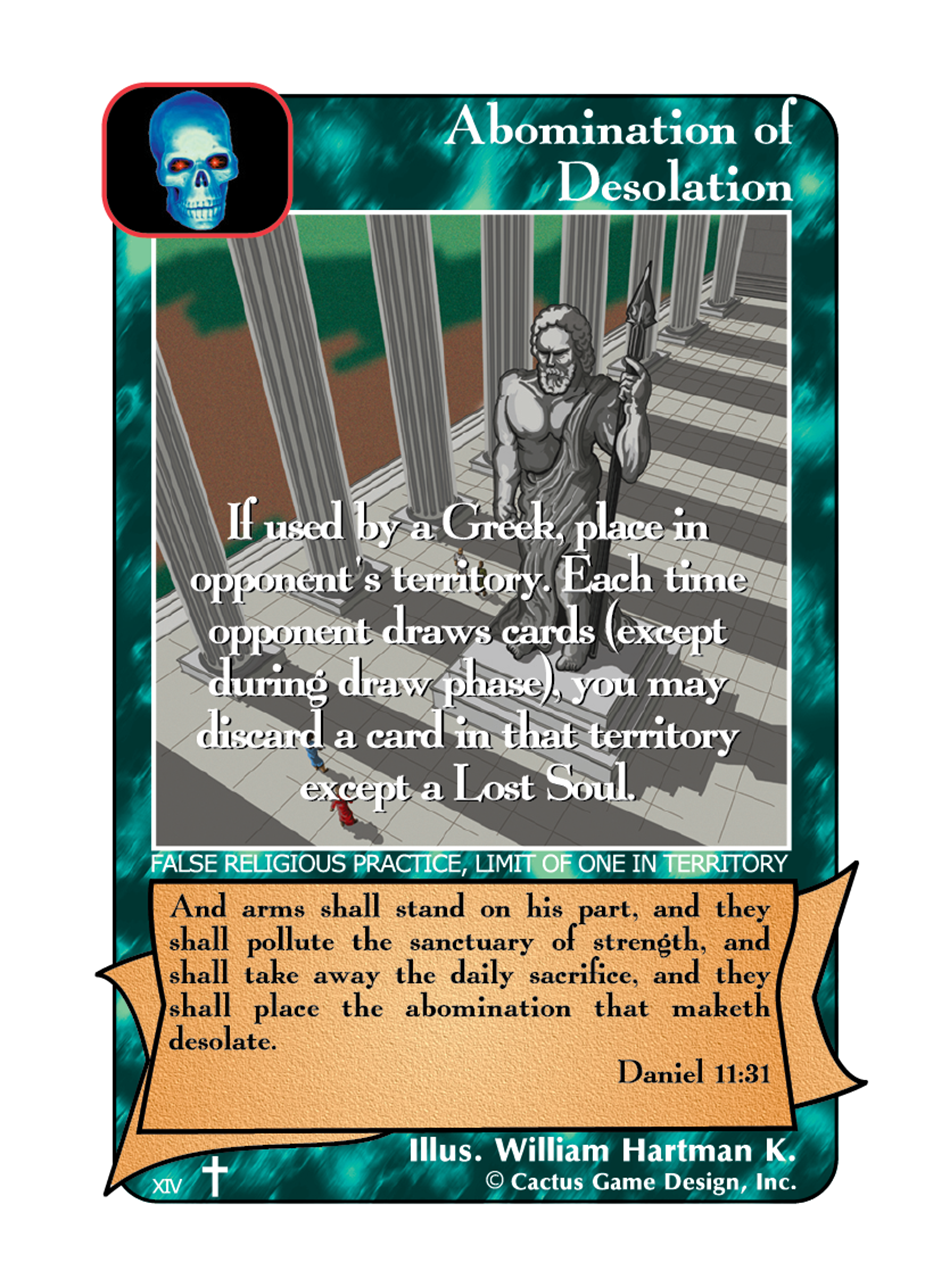 Abomination of
Desolation
If used by a Greek, place in
opponent's territory. Each time
opponent draws cards (except
during draw phase), you may
discard a card in that territory
except a Lost Soul.
FALSE RELIGIOUS PRACTICE, LIMIT OF ONE IN TERRITORY
And arms shall stand on his part, and they
shall pollute the sanctuary of strength, and
shall take away the daily sacrifice, and they
shall place the abomination that maketh
desolate.
Daniel 11:31
Illus. William Hartman K.
XIV
© Cactus Game Design, Inc.